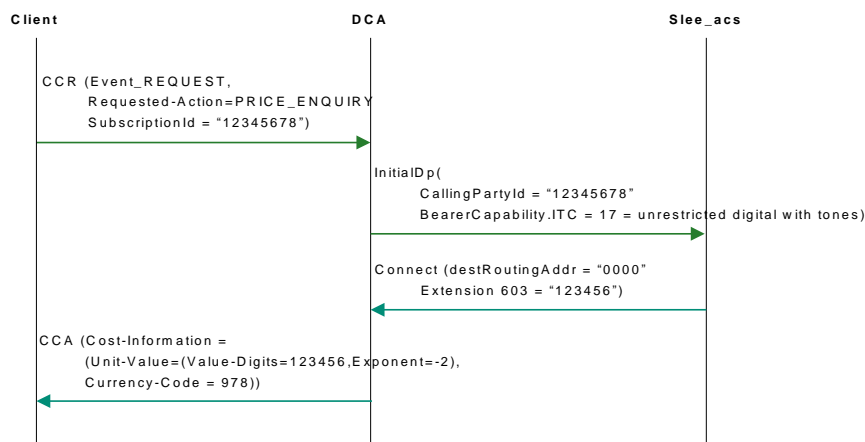 Client DCA Slee_acs
CCR (Event_REQUEST,
Requested-Action=PRICE_ENQUIRY
SubscriptionId = “12345678”)
InitialDp(
CallingPartyId = “12345678”
BearerCapability.ITC = 17 = unrestricted digital with tones)
Connect (destRoutingAddr = “0000”
Extension 603 = “123456”)
CCA (Cost-Information =
(Unit-Value=(Value-Digits=123456,Exponent=-2),
Currency-Code = 978))